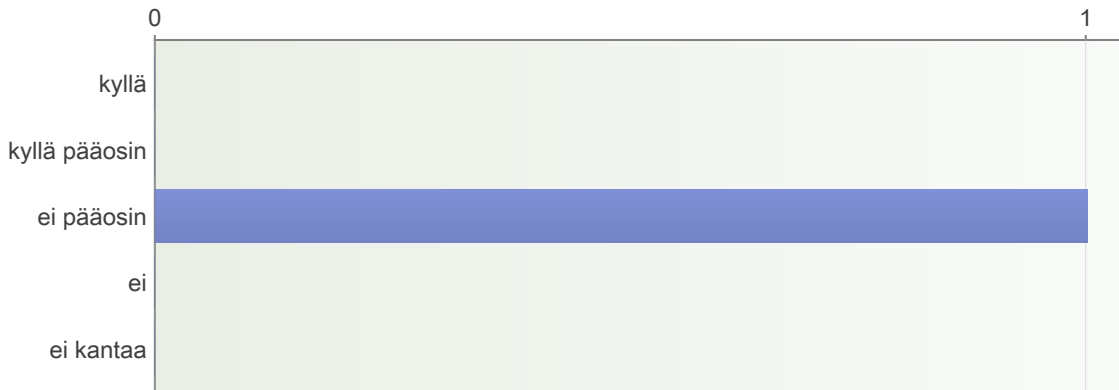 0 1
kyllä
kyllä pääosin
ei pääosin
ei
ei kantaa